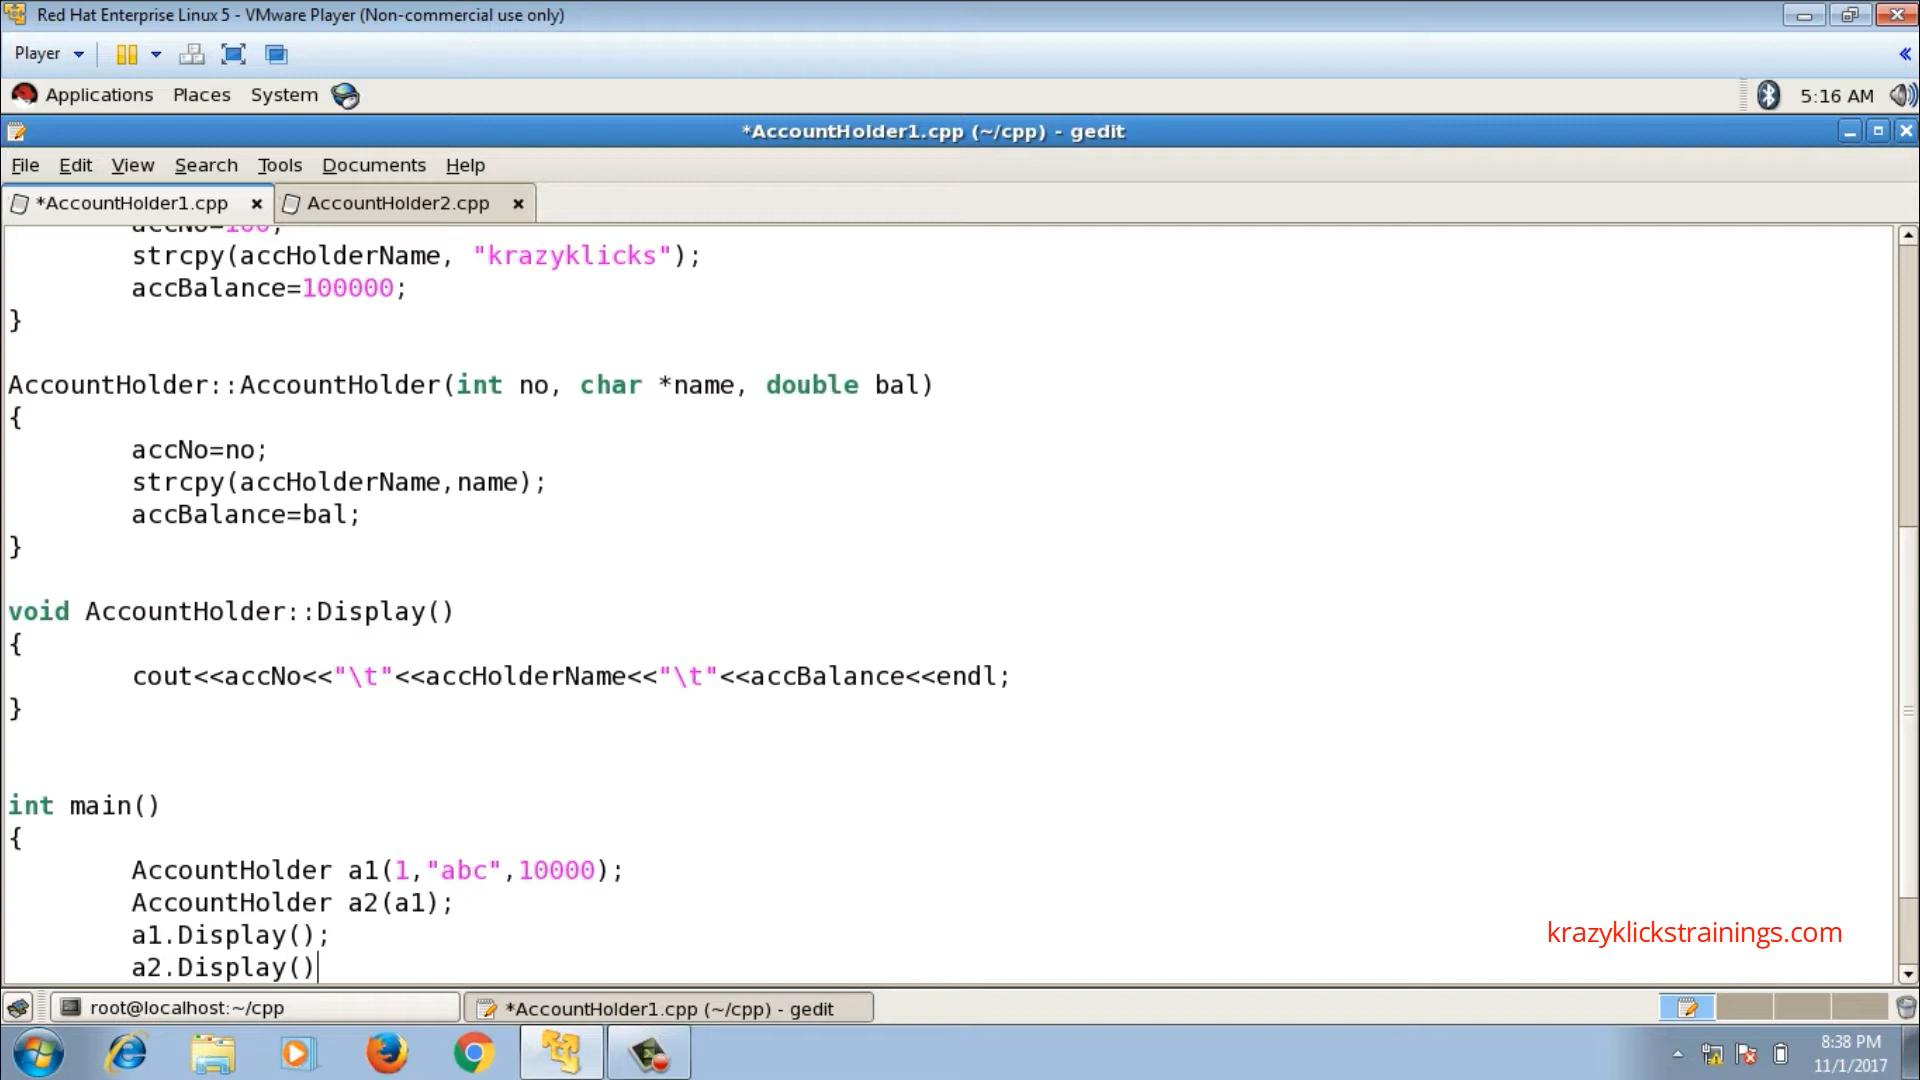 Red Hat Enterprise Linux 5 - VMware Player (Non-commercial use only)
Player
Applications Places System 5:16 AM
*AccountHolder1.cpp (~/cpp) - gedit
File Edit View Search Tools Documents Help
*AccountHolder1.cpp AccountHolder2.cpp
accNo=100;
strcpy(accHolderName, "krazyklicks");
accBalance=100000;
}
AccountHolder::AccountHolder(int no, char *name, double bal)
{
accNo=no;
strcpy(accHolderName,name);
accBalance=bal;
}
void AccountHolder::Display()
{
cout<<accNo<<"\t"<<accHolderName<<"\t"<<accBalance<<endl;
}
int main()
{
AccountHolder a1(1,"abc",10000);
AccountHolder a2(a1);
a1.Display();
a2.Display()
krazyklickstrainings.com
root@localhost:~/cpp *AccountHolder1.cpp (~/cpp) - gedit
8:38 PM
11/1/2017